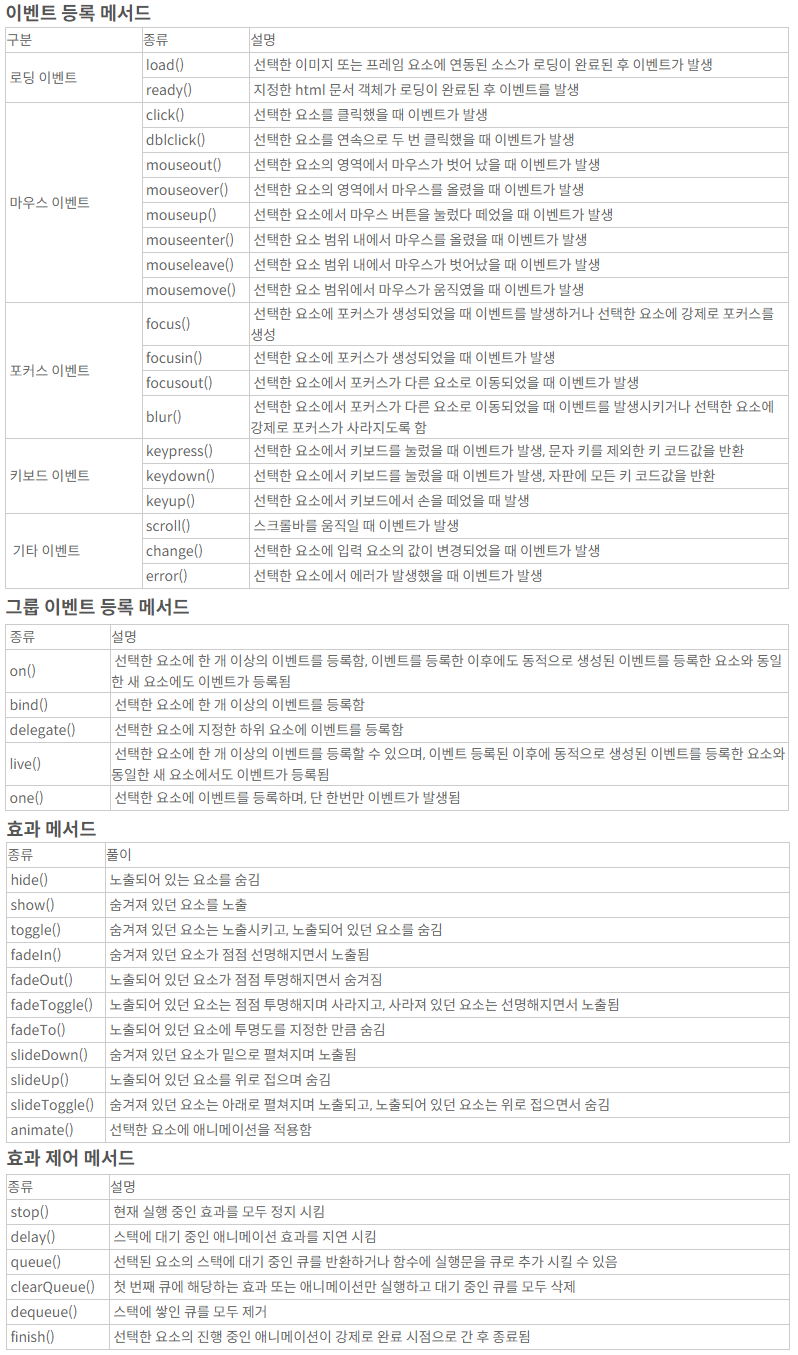 이벤트 등록 메서드
구분 종류 설명
로딩 이벤트 load() 선택한 이미지 또는 프레임 요소에 연동된 소스가 로딩이 완료된 후 이벤트가 발생
ready() 지정한 html 문서 객체가 로딩이 완료된 후 이벤트를 발생
마우스 이벤트 click() 선택한 요소를 클릭했을 때 이벤트가 발생
dblclick() 선택한 요소를 연속으로 두 번 클릭했을 때 이벤트가 발생
mouseout() 선택한 요소의 영역에서 마우스가 벗어 났을 때 이벤트가 발생
mouseover() 선택한 요소의 영역에서 마우스를 올렸을 때 이벤트가 발생
mouseup() 선택한 요소에서 마우스 버튼을 눌렀다 떼었을 때 이벤트가 발생
mouseenter() 선택한 요소 범위 내에서 마우스를 올렸을 때 이벤트가 발생
mouseleave() 선택한 요소 범위 내에서 마우스가 벗어났을 때 이벤트가 발생
mousemove() 선택한 요소 범위에서 마우스가 움직였을 때 이벤트가 발생
포커스 이벤트 focus() 선택한 요소에 포커스가 생성되었을 때 이벤트를 발생하거나 선택한 요소에 강제로 포커스를
생성
focusin() 선택한 요소에 포커스가 생성되었을 때 이벤트가 발생
focusout() 선택한 요소에서 포커스가 다른 요소로 이동되었을 때 이벤트가 발생
blur() 선택한 요소에서 포커스가 다른 요소로 이동되었을 때 이벤트를 발생시키거나 선택한 요소에
강제로 포커스가 사라지도록 함
키보드 이벤트 keypress() 선택한 요소에서 키보드를 눌렀을 때 이벤트가 발생, 문자 키를 제외한 키 코드값을 반환
keydown() 선택한 요소에서 키보드를 눌렀을 때 이벤트가 발생, 자판에 모든 키 코드값을 반환
keyup() 선택한 요소에서 키보드에서 손을 떼었을 때 발생
기타 이벤트 scroll() 스크롤바를 움직일 때 이벤트가 발생
change() 선택한 요소에 입력 요소의 값이 변경되었을 때 이벤트가 발생
error() 선택한 요소에서 에러가 발생했을 때 이벤트가 발생
그룹 이벤트 등록 메서드
종류 설명
on() 선택한 요소에 한 개 이상의 이벤트를 등록함, 이벤트를 등록한 이후에도 동적으로 생성된 이벤트를 등록한 요소와 동일
한 새 요소에도 이벤트가 등록됨
bind() 선택한 요소에 한 개 이상의 이벤트를 등록함
delegate() 선택한 요소에 지정한 하위 요소에 이벤트를 등록함
live() 선택한 요소에 한 개 이상의 이벤트를 등록할 수 있으며, 이벤트 등록된 이후에 동적으로 생성된 이벤트를 등록한 요소와
동일한 새 요소에서도 이벤트가 등록됨
one() 선택한 요소에 이벤트를 등록하며, 단 한번만 이벤트가 발생됨
효과 메서드
종류 풀이
hide() 노출되어 있는 요소를 숨김
show() 숨겨져 있던 요소를 노출
toggle() 숨겨져 있던 요소는 노출시키고, 노출되어 있던 요소를 숨김
fadeIn() 숨겨져 있던 요소가 점점 선명해지면서 노출됨
fadeOut() 노출되어 있던 요소가 점점 투명해지면서 숨겨짐
fadeToggle() 노출되어 있던 요소는 점점 투명해지며 사라지고, 사라져 있던 요소는 선명해지면서 노출됨
fadeTo() 노출되어 있던 요소에 투명도를 지정한 만큼 숨김
slideDown() 숨겨져 있던 요소가 밑으로 펼쳐지며 노출됨
slideUp() 노출되어 있던 요소를 위로 접으며 숨김
slideToggle() 숨겨져 있던 요소는 아래로 펼쳐지며 노출되고, 노출되어 있던 요소는 위로 접으면서 숨김
animate() 선택한 요소에 애니메이션을 적용함
효과 제어 메서드
종류 설명
stop() 현재 실행 중인 효과를 모두 정지 시킴
delay() 스택에 대기 중인 애니메이션 효과를 지연 시킴
queue() 선택된 요소의 스택에 대기 중인 큐를 반환하거나 함수에 실행문을 큐로 추가 시킬 수 있음
clearQueue() 첫 번째 큐에 해당하는 효과 또는 애니메이션만 실행하고 대기 중인 큐를 모두 삭제
dequeue() 스택에 쌓인 큐를 모두 제거
finish() 선택한 요소의 진행 중인 애니메이션이 강제로 완료 시점으로 간 후 종료됨